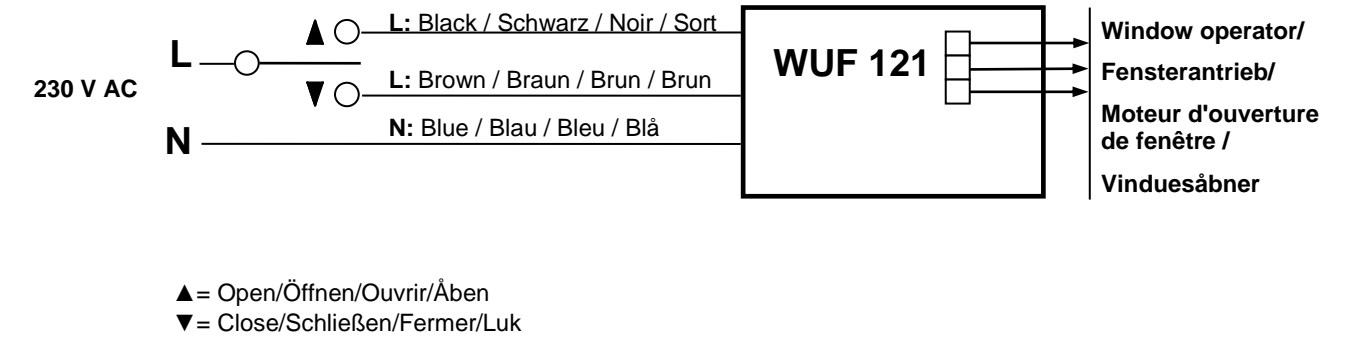 L
230 V AC
N
▲
▼
L: Black / Schwarz / Noir / Sort
L: Brown / Braun / Brun / Brun
N: Blue / Blau / Bleu / Blå
WUF 121
Window operator/
Fensterantrieb/
Moteur d'ouverture
de fenêtre /
Vinduesåbner
▲= Open/Öffnen/Ouvrir/Åben
▼= Close/Schließen/Fermer/Luk